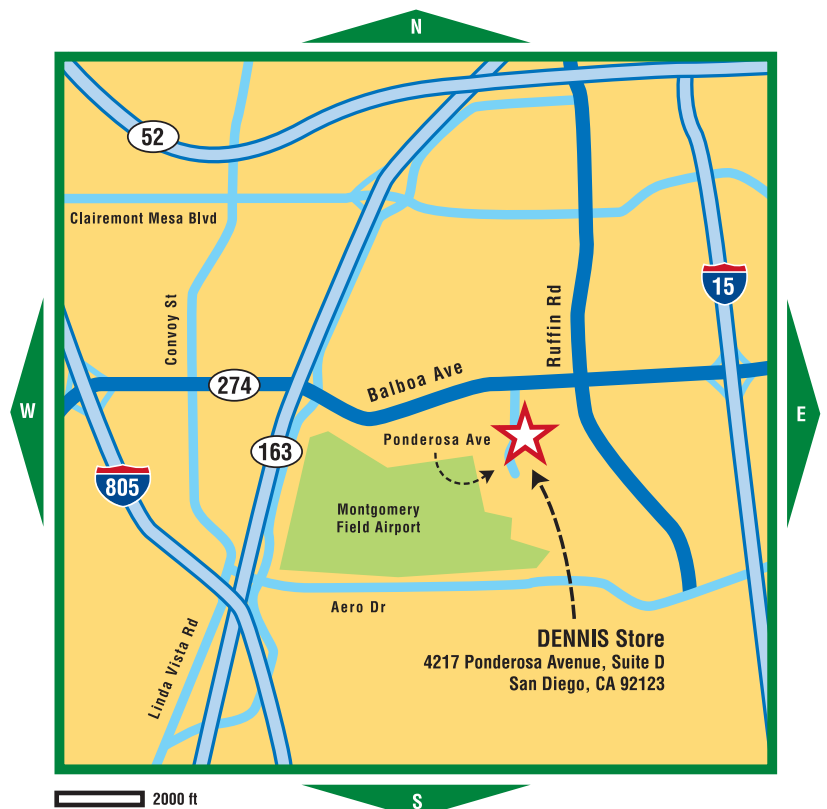 N
52
Clairemont Mesa Blvd
15
Convoy St
Ruffin Rd
274
Balboa Ave
W
E
Ponderosa Ave
163
805
Montgomery
Field Airport
Aero Dr
Linda Vista Rd
DENNIS Store
4217 Ponderosa Avenue, Suite D
San Diego, CA 92123
2000 ft
S